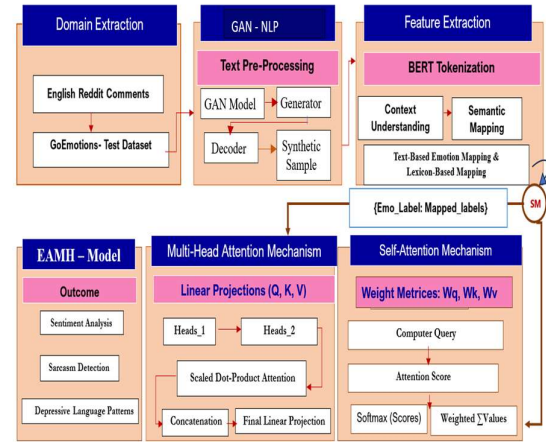 Domain Extraction
English Reddit Comments
GoEmotions- Test Dataset
GAN - NLP
Text Pre-Processing
GAN Model
Generator
Decoder
Synthetic
Sample
Feature Extraction
BERT Tokenization
Context
Understanding
Semantic
Mapping
Text-Based Emotion Mapping &
Lexicon-Based Mapping
{Emo_Label: Mapped_labels}
SM
EAMH – Model
Outcome
Sentiment Analysis
Sarcasm Detection
Depressive Language Patterns
Multi-Head Attention Mechanism
Linear Projections (Q, K, V)
Heads_1
Heads_2
Scaled Dot-Product Attention
Concatenation
Final Linear Projection
Self-Attention Mechanism
Weight Metrices: Wq, Wk, Wv
Computer Query
Attention Score
Softmax (Scores)
Weighted ∑Values